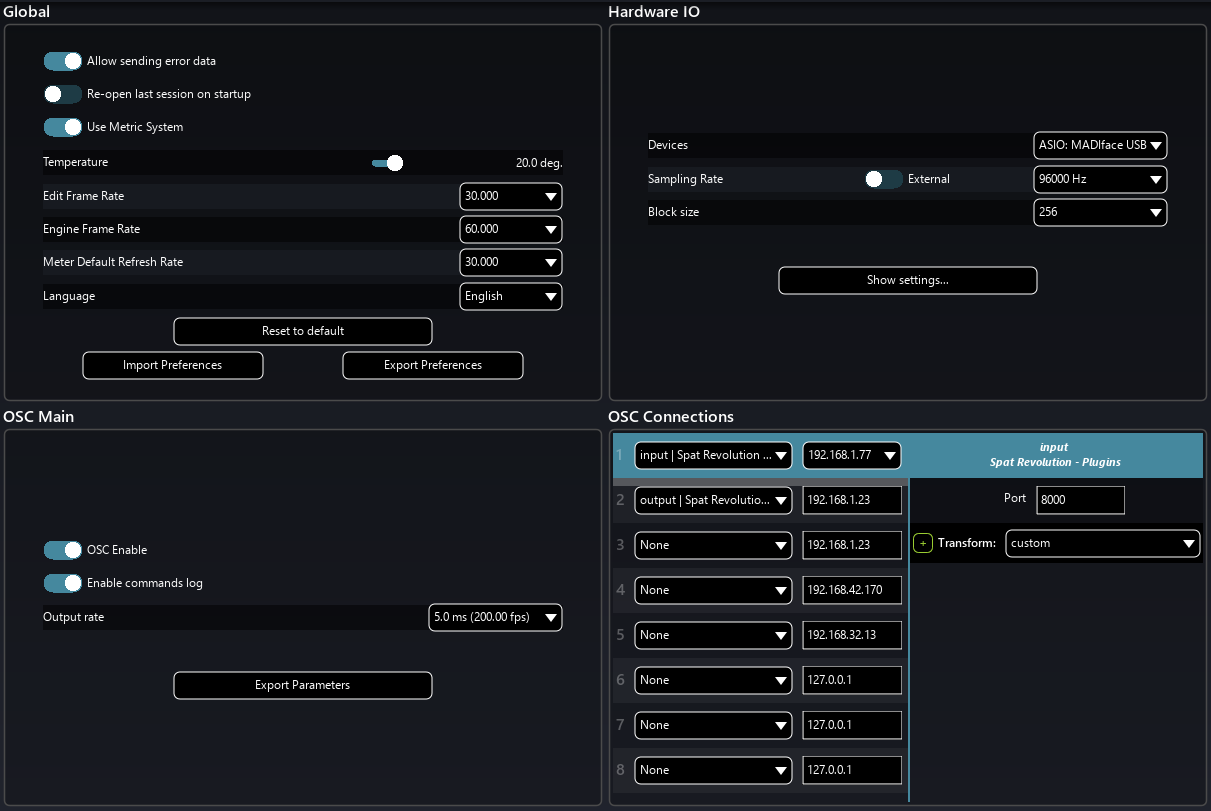 Global
Allow sending error data
Re-open last session on startup
Use Metric System
Temperature 20.0 deg.
Edit Frame Rate 30.000
Engine Frame Rate 60.000
Meter Default Refresh Rate 30.000
Language English
Reset to default
Import Preferences Export Preferences
Hardware IO
Devices ASIO: MADIface USB
Sampling Rate External 96000 Hz
Block size 256
Show settings...
OSC Main
OSC Enable
Enable commands log
Output rate 5.0 ms (200.00 fps)
Export Parameters
OSC Connections
1 input | Spat Revolution ... 192.168.1.77
2 output | Spat Revolutio... 192.168.1.23
3 None 192.168.1.23
4 None 192.168.42.170
5 None 192.168.32.13
6 None 127.0.0.1
7 None 127.0.0.1
8 None 127.0.0.1
input
Spat Revolution - Plugins
Port 8000
+ Transform: custom